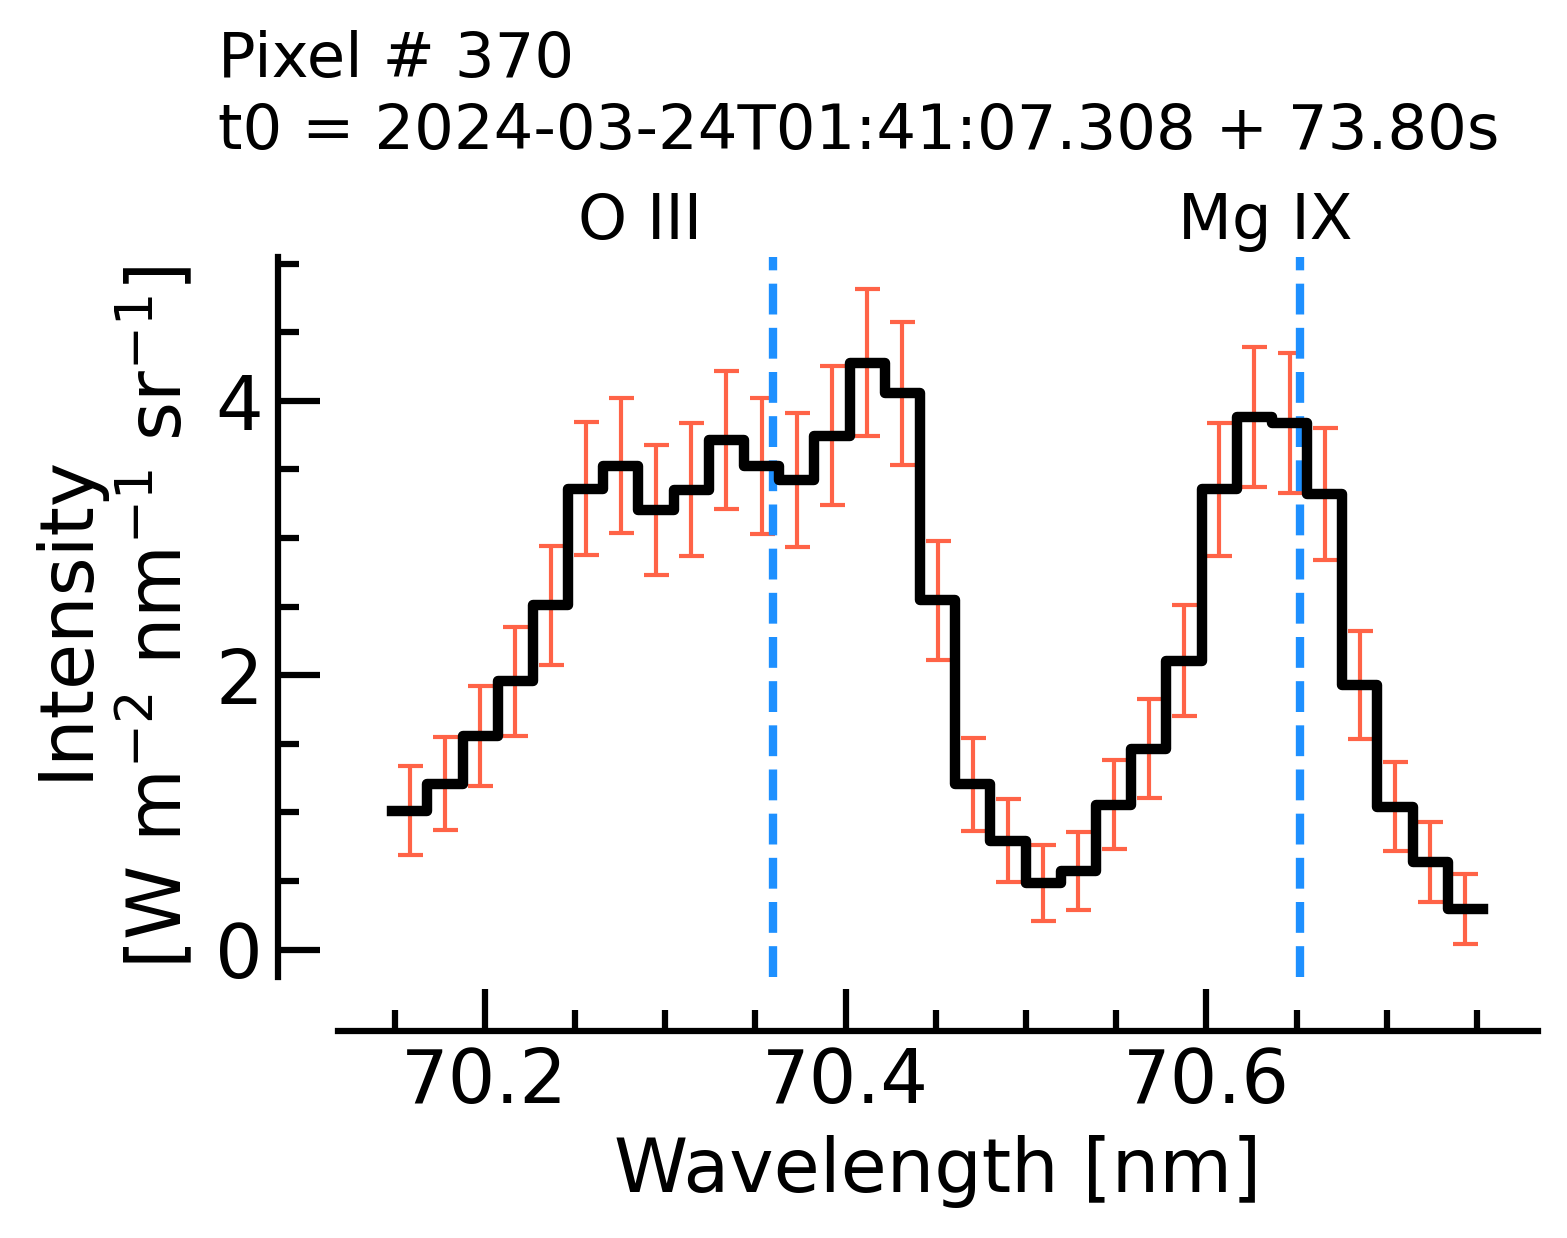 Pixel # 370
t0 = 2024-03-24T01:41:07.308 + 73.80s
O III Mg IX
Intensity
[W m⁻² nm⁻¹ sr⁻¹]
4
2
0
70.2 70.4 70.6
Wavelength [nm]